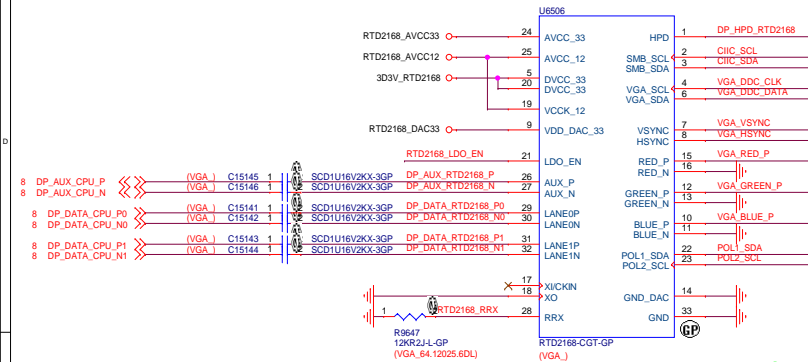 U6506
RTD2168_AVCC33 24 AVCC_33 HPD 1 DP_HPD_RTD2168
RTD2168_AVCC12 25 AVCC_12 SMB_SCL 2 CIIC_SCL
SMB_SDA 3 CIIC_SDA
3D3V_RTD2168 5 DVCC_33
20 DVCC_33 VGA_SCL 4 VGA_DDC_CLK
VGA_SDA 6 VGA_DDC_DATA
19 VCCK_12
RTD2168_DAC33 9 VDD_DAC_33 VSYNC 7 VGA_VSYNC
HSYNC 8 VGA_HSYNC
D
RTD2168_LDO_EN 21 LDO_EN RED_P 15 VGA_RED_P
RED_N 16
8 DP_AUX_CPU_P (VGA_) C15145 1 SCD1U16V2KX-3GP DP_AUX_RTD2168_P 26 AUX_P
8 DP_AUX_CPU_N (VGA_) C15146 1 SCD1U16V2KX-3GP DP_AUX_RTD2168_N 27 AUX_N
GREEN_P 12 VGA_GREEN_P
GREEN_N 13
8 DP_DATA_CPU_P0 (VGA_) C15141 1 SCD1U16V2KX-3GP DP_DATA_RTD2168_P0 29 LANE0P
8 DP_DATA_CPU_N0 (VGA_) C15142 1 SCD1U16V2KX-3GP DP_DATA_RTD2168_N0 30 LANE0N
BLUE_P 10 VGA_BLUE_P
BLUE_N 11
8 DP_DATA_CPU_P1 (VGA_) C15143 1 SCD1U16V2KX-3GP DP_DATA_RTD2168_P1 31 LANE1P
8 DP_DATA_CPU_N1 (VGA_) C15144 1 SCD1U16V2KX-3GP DP_DATA_RTD2168_N1 32 LANE1N
POL1_SDA 22 POL1_SDA
POL2_SCL 23 POL2_SCL
17 XI/CKIN
18 XO GND_DAC 14
1 RTD2168_RRX 28 RRX GND 33
GP
R9647
12KR2J-L-GP
(VGA_64.12025.6DL)
RTD2168-CGT-GP
(VGA_)